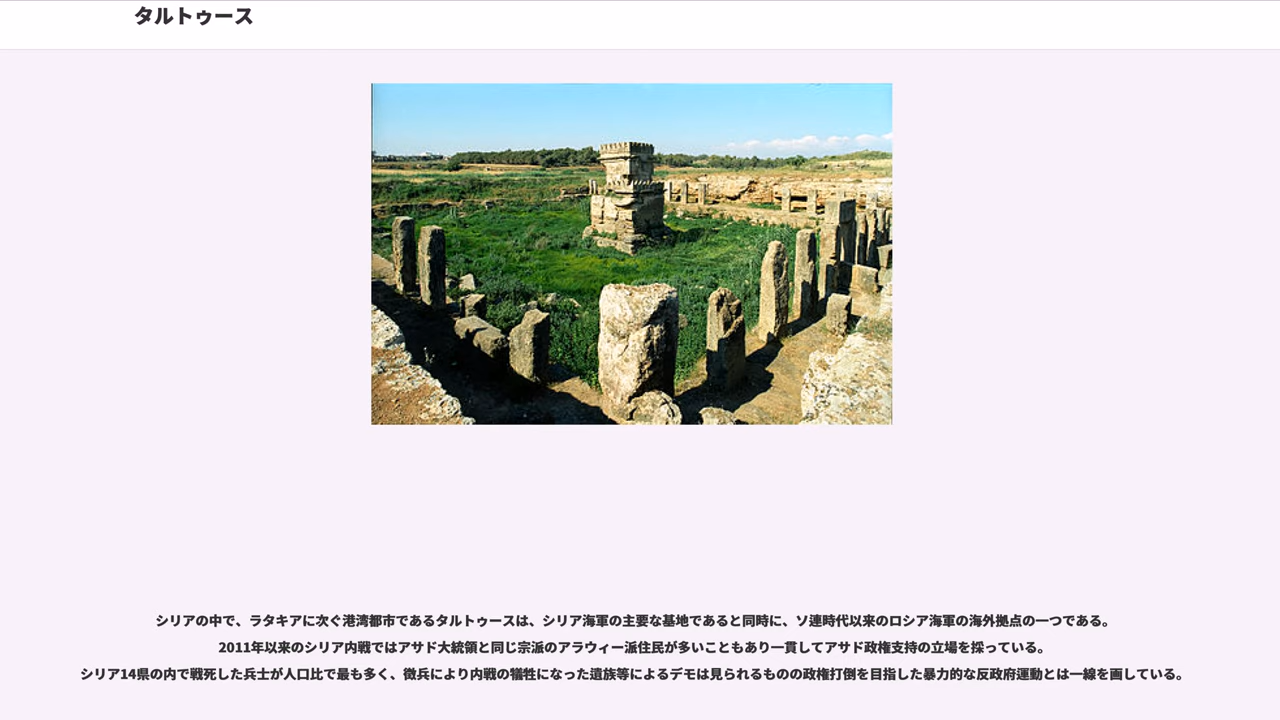 タルトゥース
シリアの中で、ラタキアに次ぐ港湾都市であるタルトゥースは、シリア海軍の主要な基地であると同時に、ソ連時代以来のロシア海軍の海外拠点の一つである。
2011年以来のシリア内戦ではアサド大統領と同じ宗派のアラウィー派住民が多いこともあり一貫してアサド政権支持の立場を採っている。
シリア14県の内で戦死した兵士が人口比で最も多く、徴兵により内戦の犠牲になった遺族等によるデモは見られるものの政権打倒を目指した暴力的な反政府運動とは一線を画している。